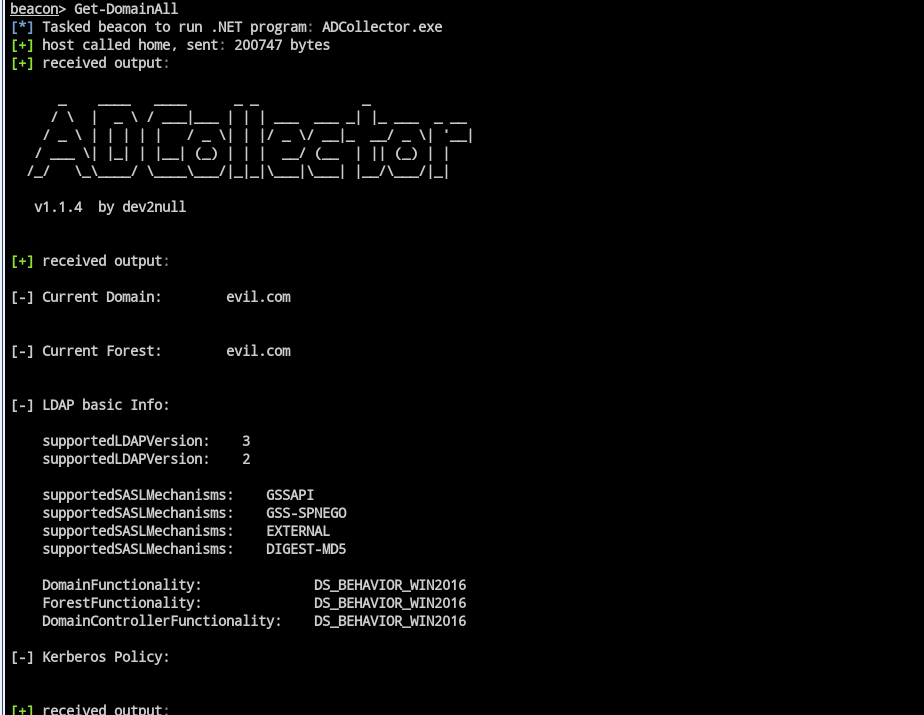 beacon> Get-DomainAll
[*] Tasked beacon to run .NET program: ADCollector.exe
[+] host called home, sent: 200747 bytes
[+] received output:
ADCollector
v1.1.4  by dev2null
[+] received output:
[-] Current Domain:        evil.com
[-] Current Forest:        evil.com
[-] LDAP basic Info:
supportedLDAPVersion:    3
supportedLDAPVersion:    2
supportedSASLMechanisms:    GSSAPI
supportedSASLMechanisms:    GSS-SPNEGO
supportedSASLMechanisms:    EXTERNAL
supportedSASLMechanisms:    DIGEST-MD5
DomainFunctionality:              DS_BEHAVIOR_WIN2016
ForestFunctionality:              DS_BEHAVIOR_WIN2016
DomainControllerFunctionality:    DS_BEHAVIOR_WIN2016
[-] Kerberos Policy:
[+] received output: